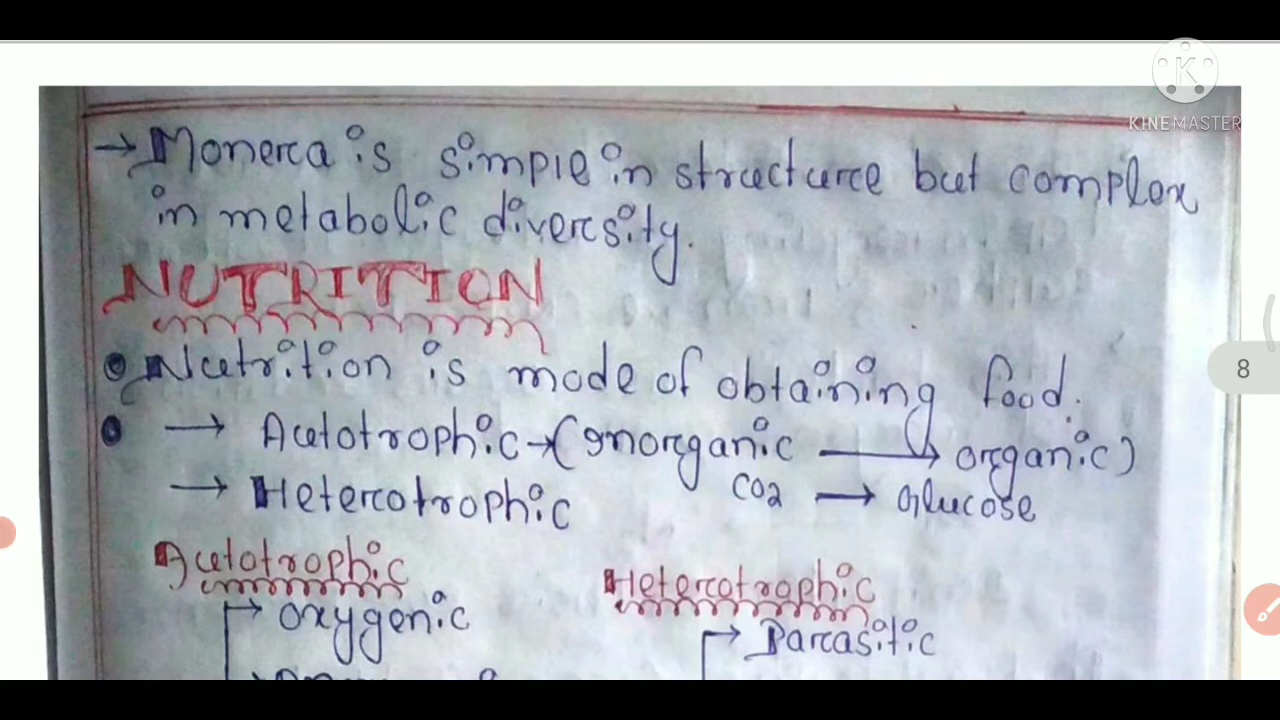 KINEMASTER
→ Monera is simple in structure but complex
in metabolic diversity.
NUTRITION
• Nutrition is mode of obtaining food.
• → Autotrophic → (Inorganic → organic)
→ Heterotrophic CO2 → Glucose
8
Autotrophic
Heterotrophic
→ Oxygenic
→ Parasitic